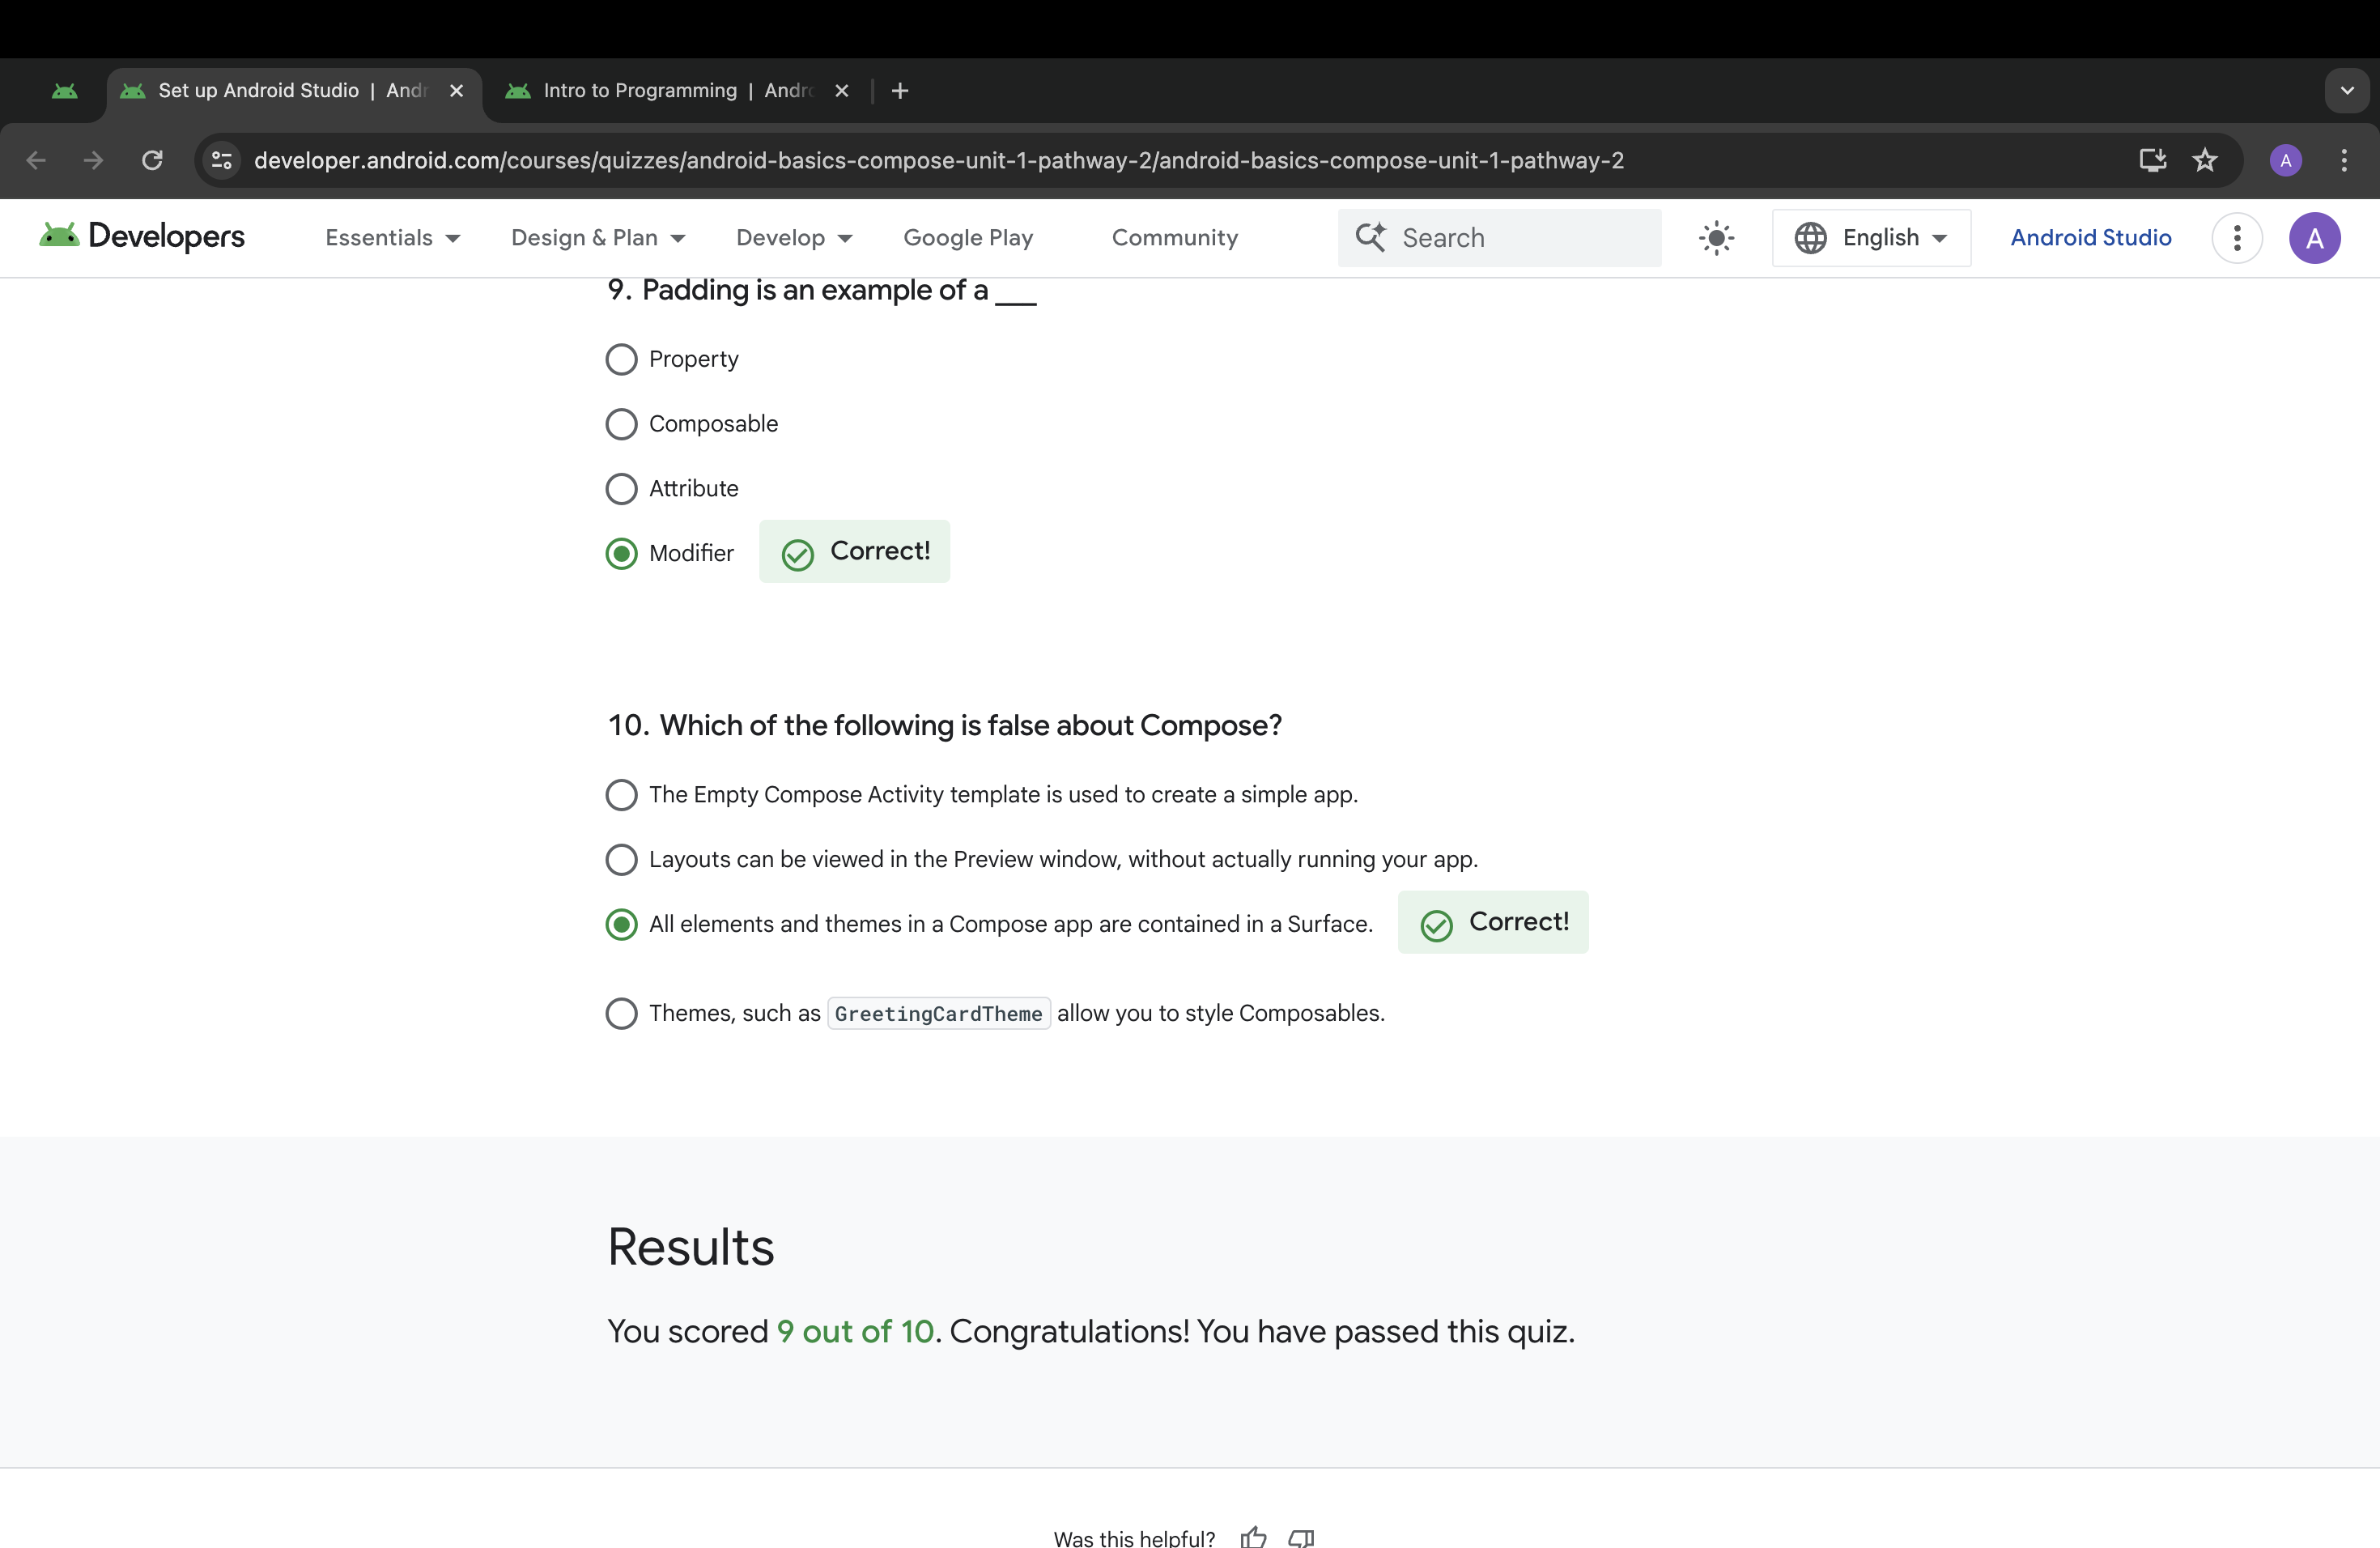 Set up Android Studio | Andr
Intro to Programming | Andro
developer.android.com/courses/quizzes/android-basics-compose-unit-1-pathway-2/android-basics-compose-unit-1-pathway-2
A
Developers
Essentials
Design & Plan
Develop
Google Play
Community
Search
English
Android Studio
A
9. Padding is an example of a ___
Property
Composable
Attribute
Modifier
Correct!
10. Which of the following is false about Compose?
The Empty Compose Activity template is used to create a simple app.
Layouts can be viewed in the Preview window, without actually running your app.
All elements and themes in a Compose app are contained in a Surface.
Correct!
Themes, such as GreetingCardTheme allow you to style Composables.
Results
You scored 9 out of 10. Congratulations! You have passed this quiz.
Was this helpful?